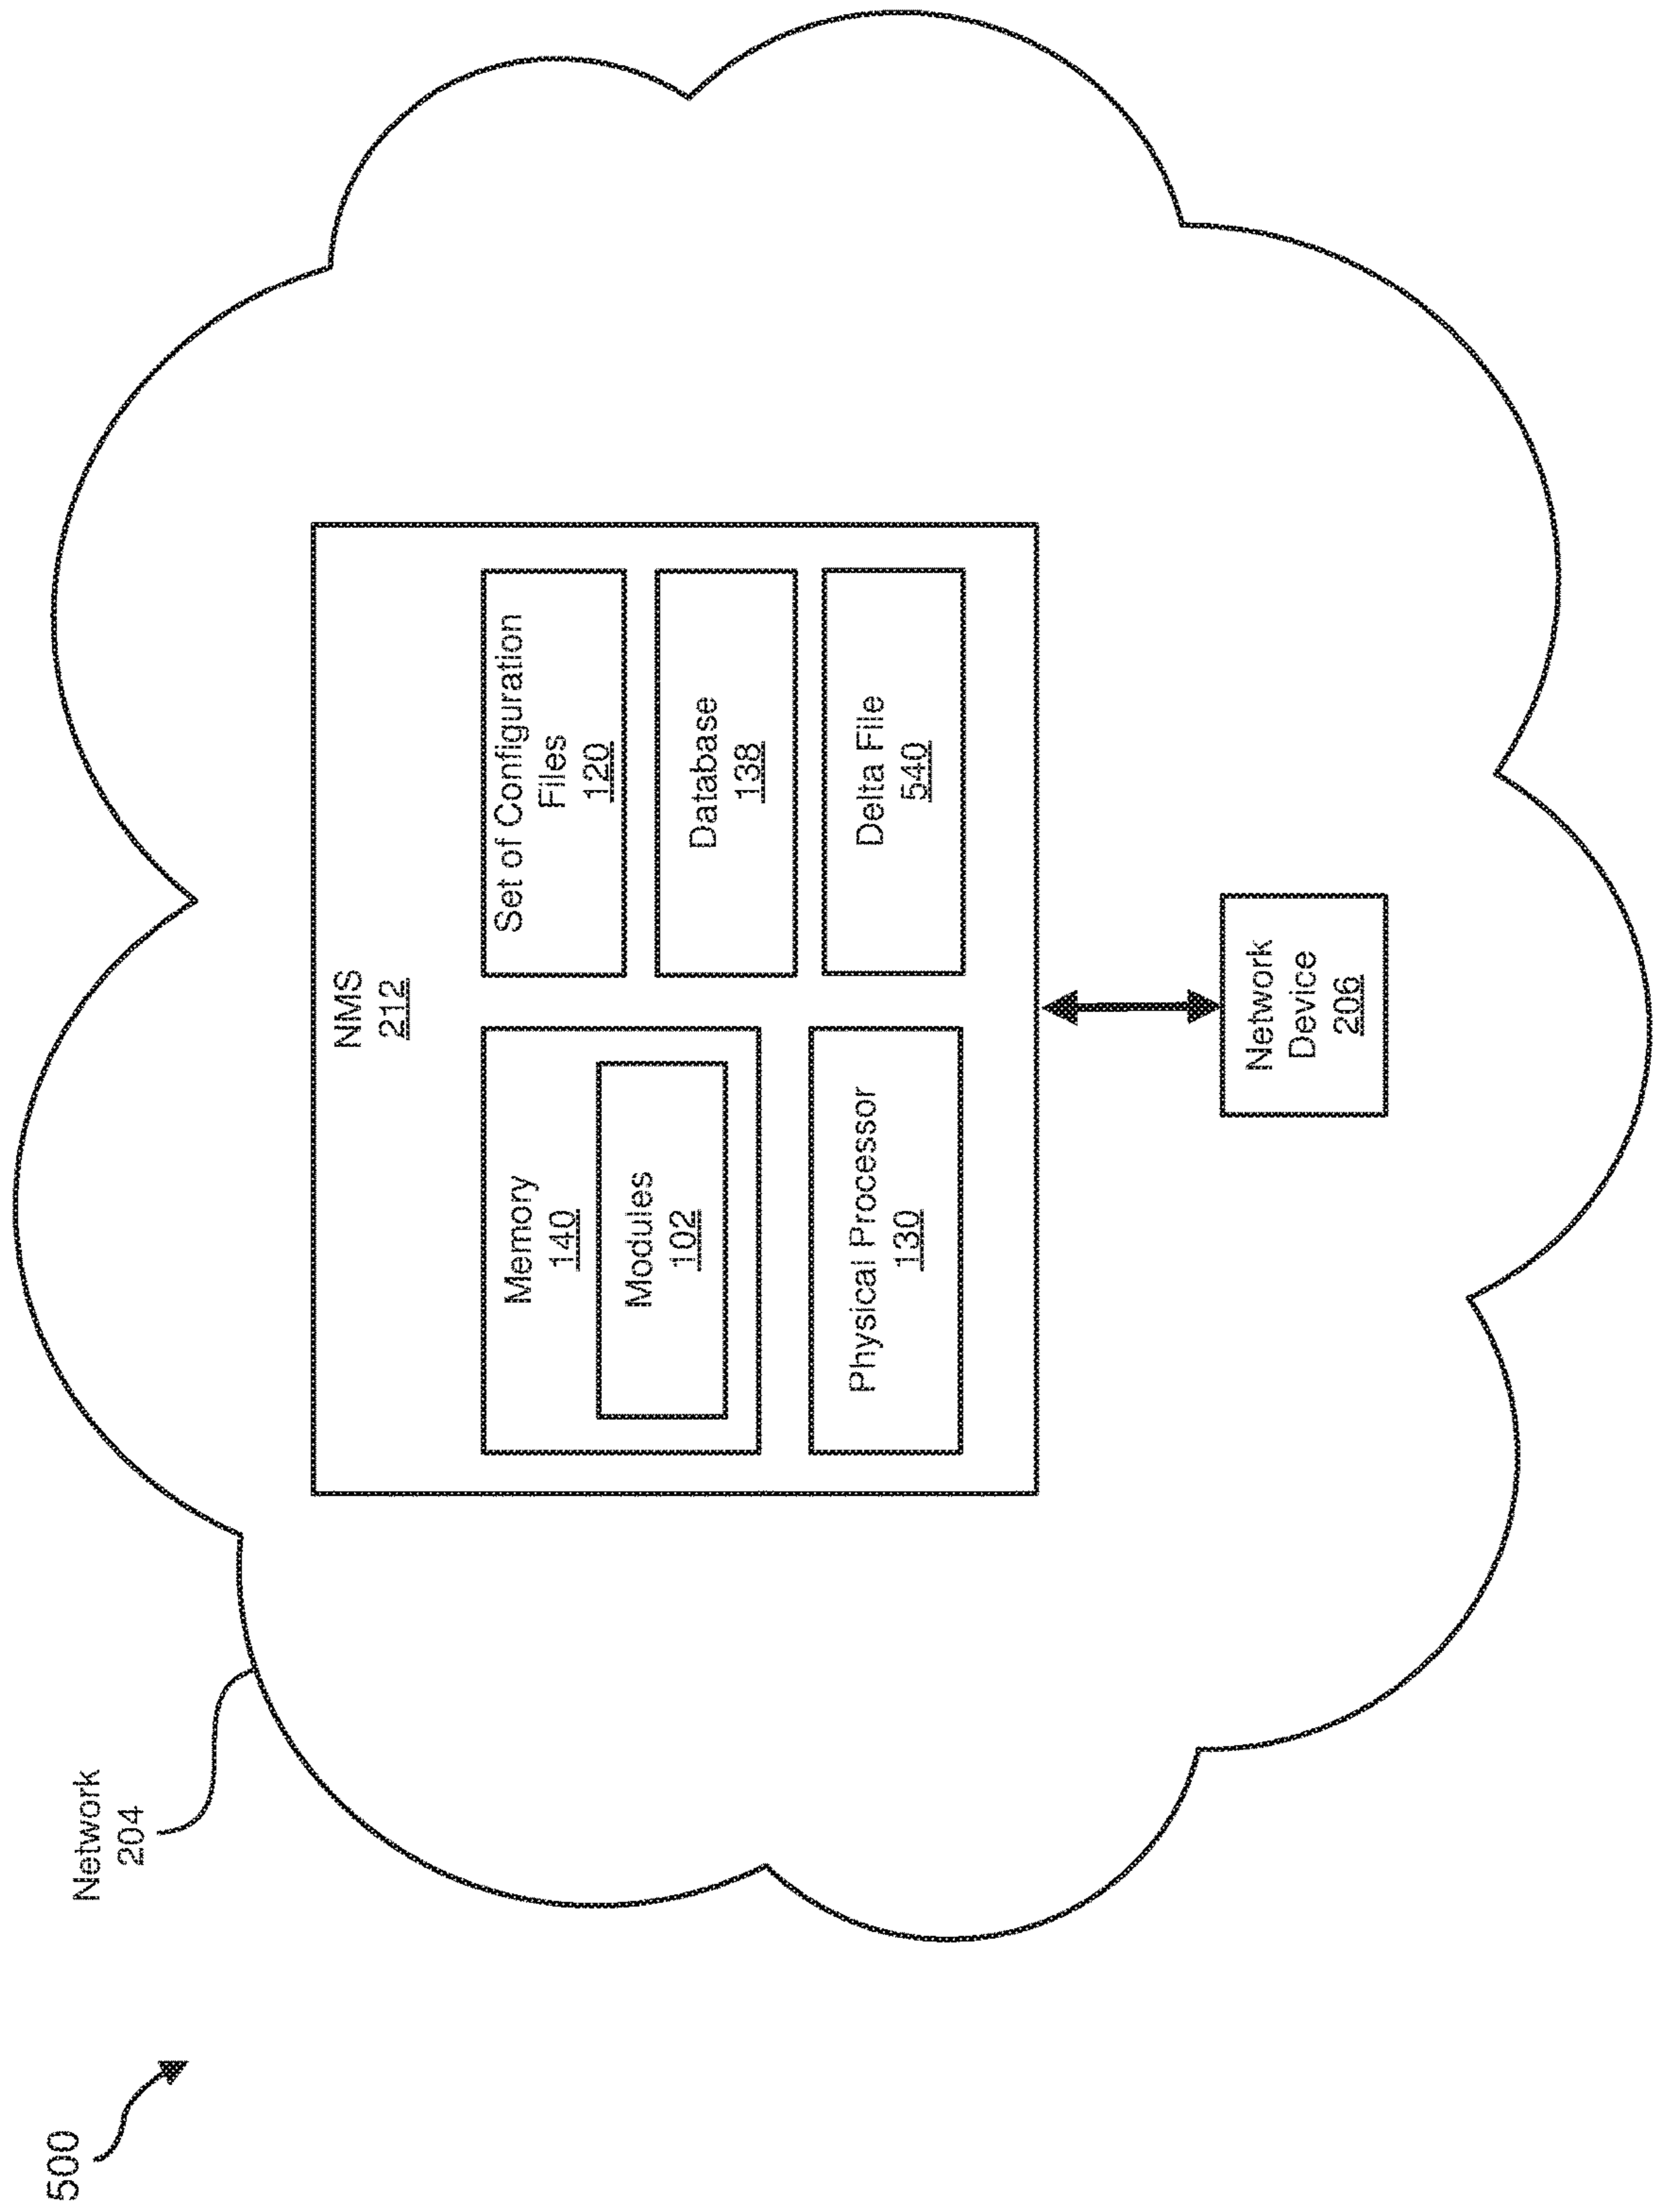 500
Network
204
NMS
212
Memory
140
Modules
102
Physical Processor
130
Set of Configuration
Files
120
Database
138
Delta File
540
Network
Device
206